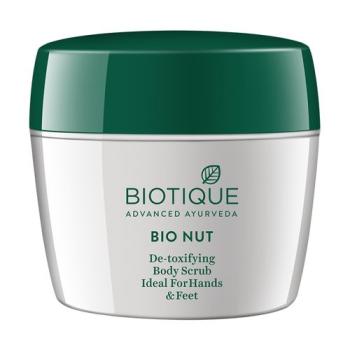 BIOTIQUE
ADVANCED AYURVEDA
BIO NUT
De-toxifying
Body Scrub
Ideal ForHands
&Feet